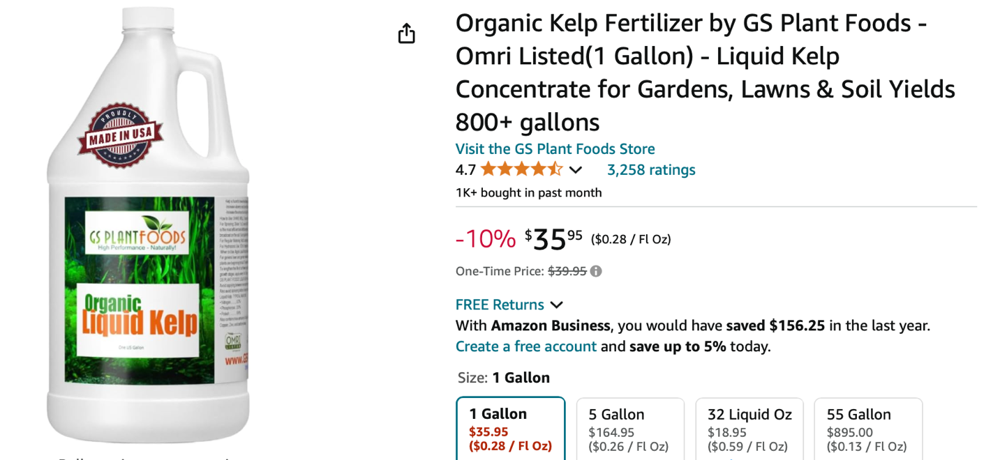 PROUDLY
MADE IN USA
GS PLANTFOODS
High Performance - Naturally!
Organic
Liquid Kelp
One US Gallon
OMRI
LISTED
www.
Organic Kelp Fertilizer by GS Plant Foods -
Omri Listed(1 Gallon) - Liquid Kelp
Concentrate for Gardens, Lawns & Soil Yields
800+ gallons
Visit the GS Plant Foods Store
4.7
3,258 ratings
1K+ bought in past month
-10% $35.95 ($0.28 / Fl Oz)
One-Time Price: $39.95
FREE Returns
With Amazon Business, you would have saved $156.25 in the last year.
Create a free account and save up to 5% today.
Size: 1 Gallon
1 Gallon
$35.95
($0.28 / Fl Oz)
5 Gallon
$164.95
($0.26 / Fl Oz)
32 Liquid Oz
$18.95
($0.59 / Fl Oz)
55 Gallon
$895.00
($0.13 / Fl Oz)